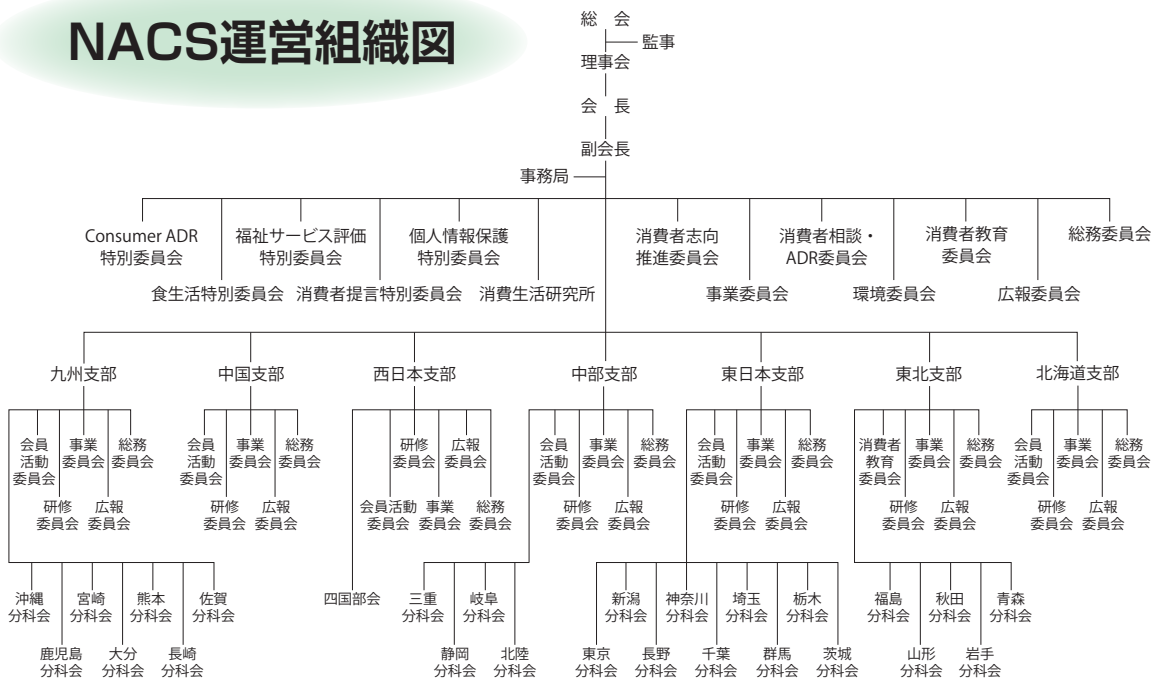 NACS運営組織図
総　会
監事
理事会
会　長
副会長
事務局
Consumer ADR
特別委員会
福祉サービス評価
特別委員会
個人情報保護
特別委員会
消費者志向
推進委員会
消費者相談・
ADR委員会
消費者教育
委員会
総務委員会
食生活特別委員会
消費者提言特別委員会
消費生活研究所
事業委員会
環境委員会
広報委員会
九州支部
中国支部
西日本支部
中部支部
東日本支部
東北支部
北海道支部
会員
活動
委員会
事業
委員会
総務
委員会
研修
委員会
広報
委員会
会員
活動
委員会
事業
委員会
総務
委員会
研修
委員会
広報
委員会
研修
委員会
広報
委員会
会員活動
委員会
事業
委員会
総務
委員会
会員
活動
委員会
事業
委員会
総務
委員会
研修
委員会
広報
委員会
会員
活動
委員会
事業
委員会
総務
委員会
研修
委員会
広報
委員会
消費者
教育
委員会
事業
委員会
総務
委員会
研修
委員会
広報
委員会
会員
活動
委員会
事業
委員会
総務
委員会
研修
委員会
広報
委員会
沖縄
分科会
宮崎
分科会
熊本
分科会
佐賀
分科会
鹿児島
分科会
大分
分科会
長崎
分科会
四国部会
三重
分科会
岐阜
分科会
静岡
分科会
北陸
分科会
新潟
分科会
神奈川
分科会
埼玉
分科会
栃木
分科会
東京
分科会
長野
分科会
千葉
分科会
群馬
分科会
茨城
分科会
福島
分科会
秋田
分科会
青森
分科会
山形
分科会
岩手
分科会